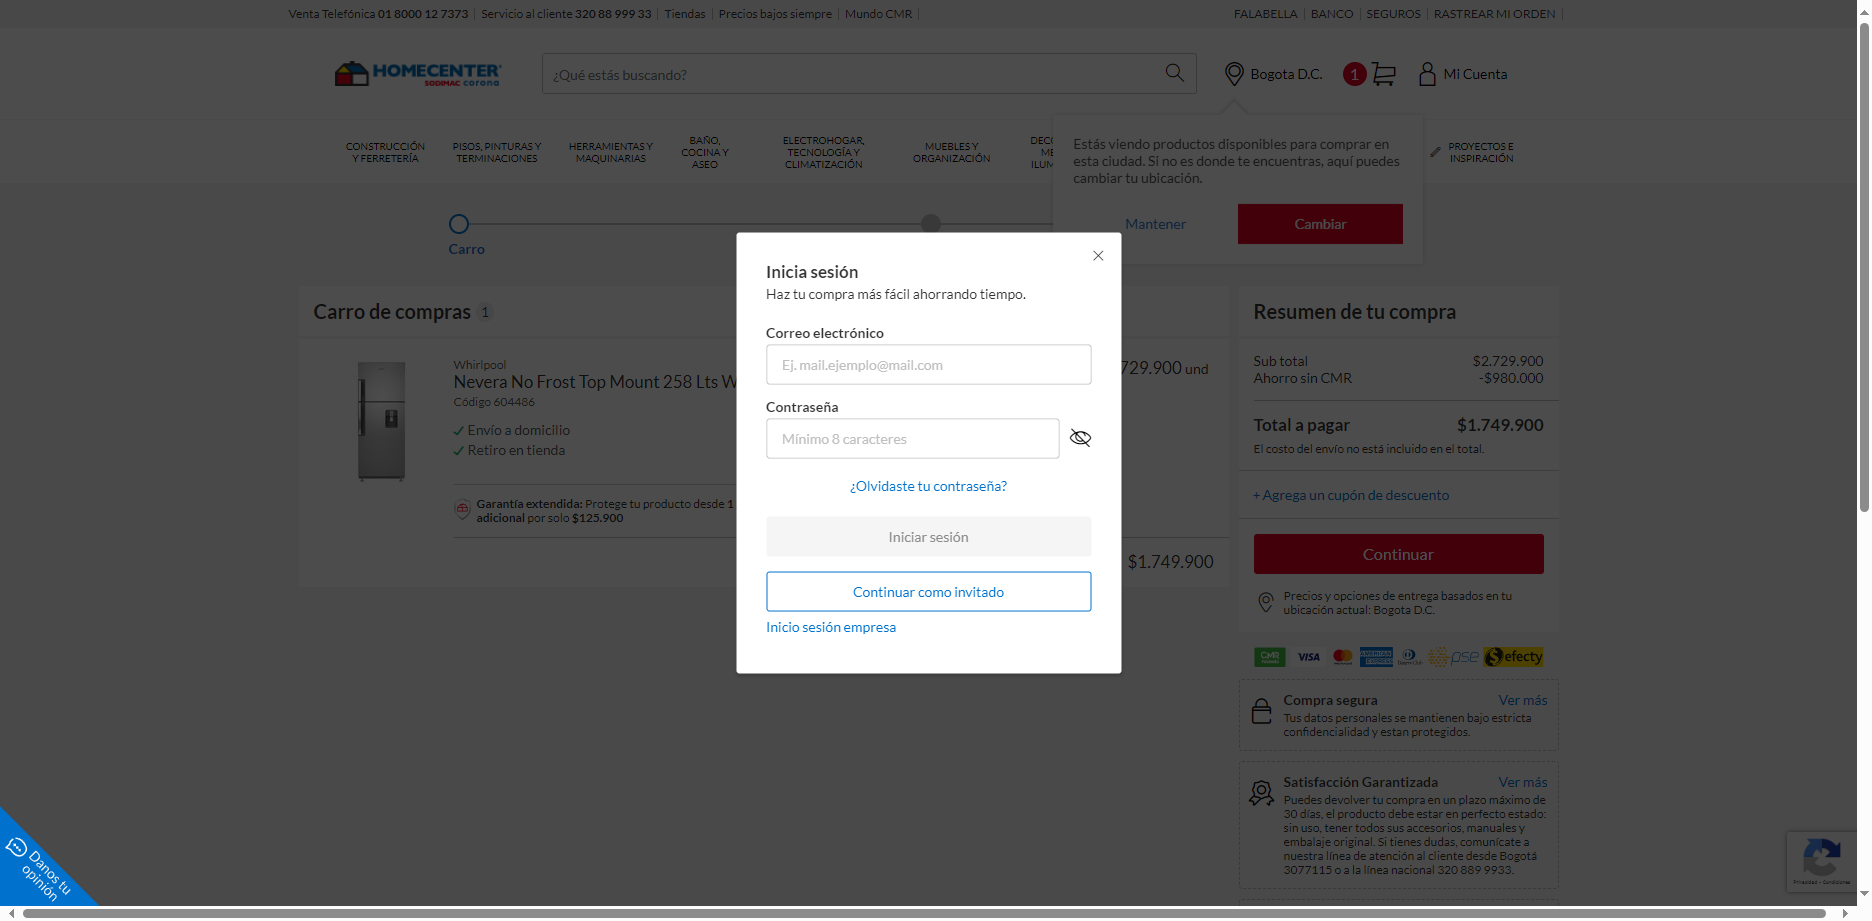 Venta Telefónica 01 8000 12 7373 Servicio al cliente 320 88 999 33 Tiendas Precios bajos siempre Mundo CMR
FALABELLA BANCO SEGUROS RASTREAR MI ORDEN
HOMECENTER
SODIMAC corona
¿Qué estás buscando?
Bogota D.C.
1
Mi Cuenta
CONSTRUCCIÓN
Y FERRETERÍA
PISOS, PINTURAS Y
TERMINACIONES
HERRAMIENTAS Y
MAQUINARIAS
BAÑO,
COCINA Y
ASEO
ELECTROHOGAR,
TECNOLOGÍA Y
CLIMATIZACIÓN
MUEBLES Y
ORGANIZACIÓN
DECO
ME
ILUM
PROYECTOS E
INSPIRACIÓN
Estás viendo productos disponibles para comprar en
esta ciudad. Si no es donde te encuentras, aquí puedes
cambiar tu ubicación.
Mantener
Cambiar
Carro
Inicia sesión
Haz tu compra más fácil ahorrando tiempo.
Correo electrónico
Ej. mail.ejemplo@mail.com
Contraseña
Mínimo 8 caracteres
¿Olvidaste tu contraseña?
Iniciar sesión
Continuar como invitado
Inicio sesión empresa
Carro de compras 1
Whirlpool
Nevera No Frost Top Mount 258 Lts W
Código 604486
Envío a domicilio
Retiro en tienda
Garantía extendida: Protege tu producto desde 1
adicional por solo $125.900
729.900 und
$1.749.900
Resumen de tu compra
Sub total $2.729.900
Ahorro sin CMR -$980.000
Total a pagar $1.749.900
El costo del envío no está incluido en el total.
+ Agrega un cupón de descuento
Continuar
Precios y opciones de entrega basados en tu
ubicación actual: Bogota D.C.
CMR VISA AMERICAN EXPRESS pse $efecty
Compra segura Ver más
Tus datos personales se mantienen bajo estricta
confidencialidad y estan protegidos.
Satisfacción Garantizada Ver más
Puedes devolver tu compra en un plazo máximo de
30 días, el producto debe estar en perfecto estado:
sin uso, tener todos sus accesorios, manuales y
embalaje original. Si tienes dudas, comunícate a
nuestra línea de atención al cliente desde Bogotá
3077115 o a la línea nacional 320 889 9933.
Danos tu
opinión
Privacidad - Condiciones